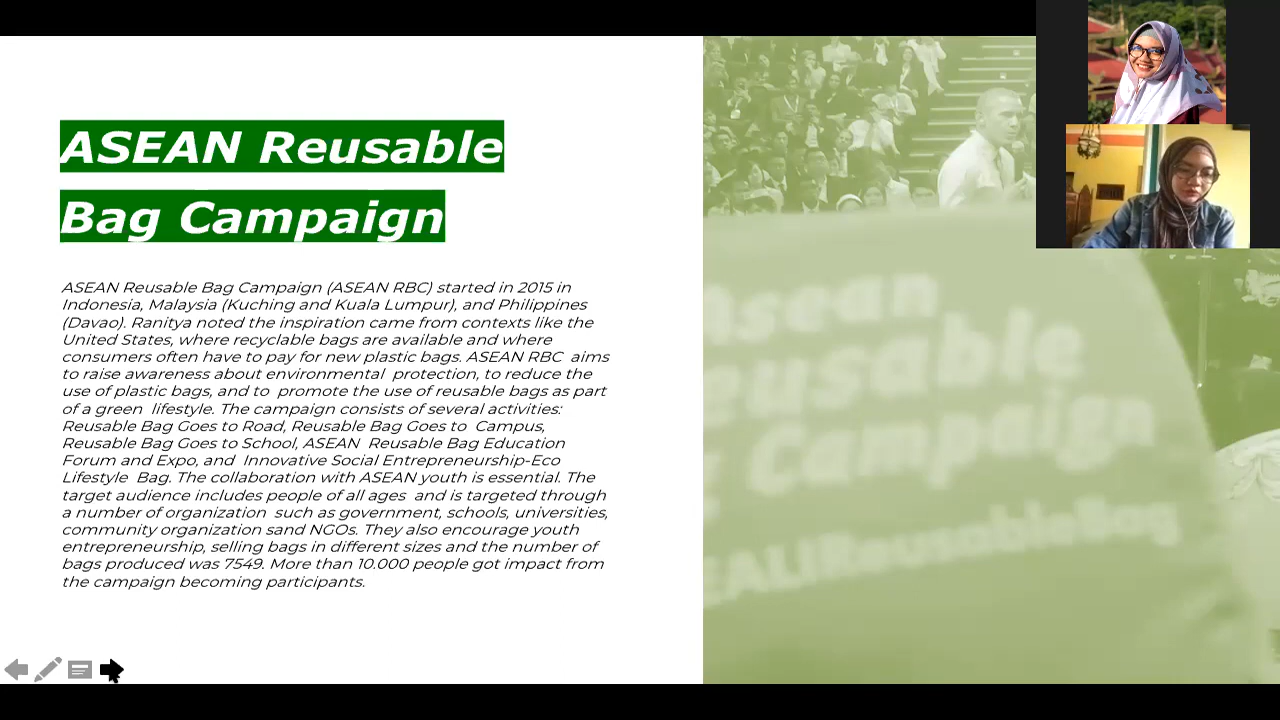 ASEAN Reusable
Bag Campaign
ASEAN Reusable Bag Campaign (ASEAN RBC) started in 2015 in
Indonesia, Malaysia (Kuching and Kuala Lumpur), and Philippines
(Davao). Ranitya noted the inspiration came from contexts like the
United States, where recyclable bags are available and where
consumers often have to pay for new plastic bags. ASEAN RBC aims
to raise awareness about environmental protection, to reduce the
use of plastic bags, and to promote the use of reusable bags as part
of a green lifestyle. The campaign consists of several activities:
Reusable Bag Goes to Road, Reusable Bag Goes to Campus,
Reusable Bag Goes to School, ASEAN Reusable Bag Education
Forum and Expo, and Innovative Social Entrepreneurship-Eco
Lifestyle Bag. The collaboration with ASEAN youth is essential. The
target audience includes people of all ages and is targeted through
a number of organization such as government, schools, universities,
community organization sand NGOs. They also encourage youth
entrepreneurship, selling bags in different sizes and the number of
bags produced was 7549. More than 10.000 people got impact from
the campaign becoming participants.
Asean
eusable
Campaign
EALIReusableBag